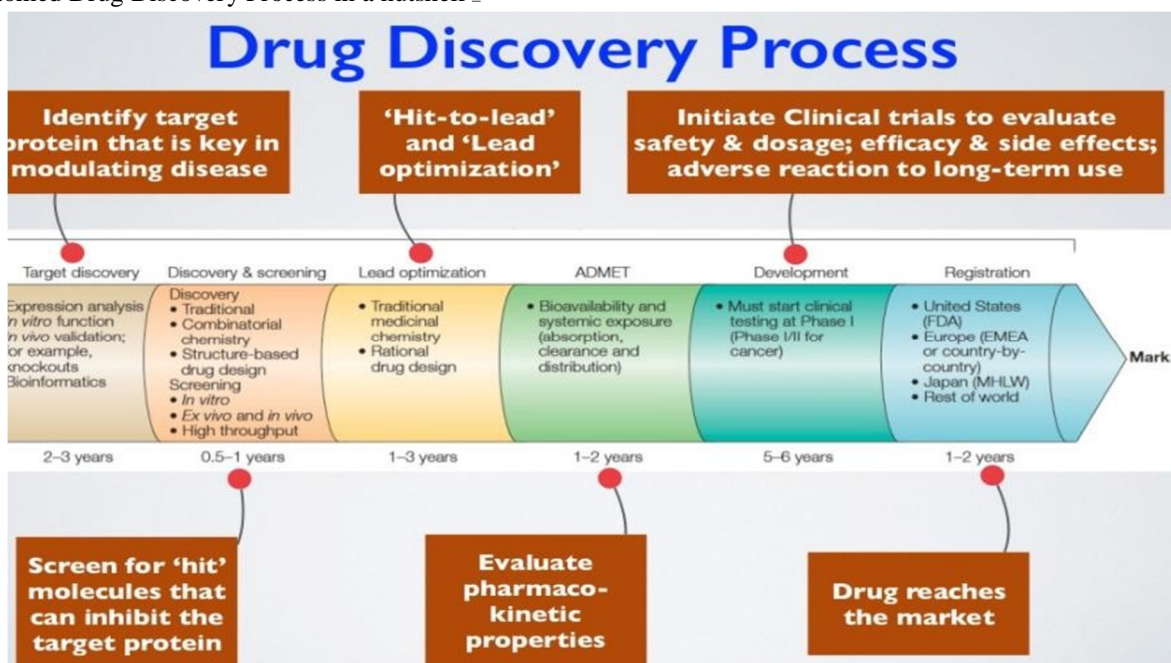 Drug Discovery Process
Identify target
protein that is key in
modulating disease
‘Hit-to-lead’
and ‘Lead
optimization’
Initiate Clinical trials to evaluate
safety & dosage; efficacy & side effects;
adverse reaction to long-term use
Target discovery
Discovery & screening
Lead optimization
ADMET
Development
Registration
Expression analysis
in vitro function
in vivo validation;
for example,
knockouts
Bioinformatics
Discovery
• Traditional
• Combinatorial
chemistry
• Structure-based
drug design
Screening
• In vitro
• Ex vivo and in vivo
• High throughput
• Traditional
medicinal
chemistry
• Rational
drug design
• Bioavailability and
systemic exposure
(absorption,
clearance and
distribution)
• Must start clinical
testing at Phase I
(Phase I/II for
cancer)
• United States
(FDA)
• Europe (EMEA
or country-by-
country)
• Japan (MHLW)
• Rest of world
Mark
2–3 years
0.5–1 years
1–3 years
1–2 years
5–6 years
1–2 years
Screen for ‘hit’
molecules that
can inhibit the
target protein
Evaluate
pharmaco-
kinetic
properties
Drug reaches
the market